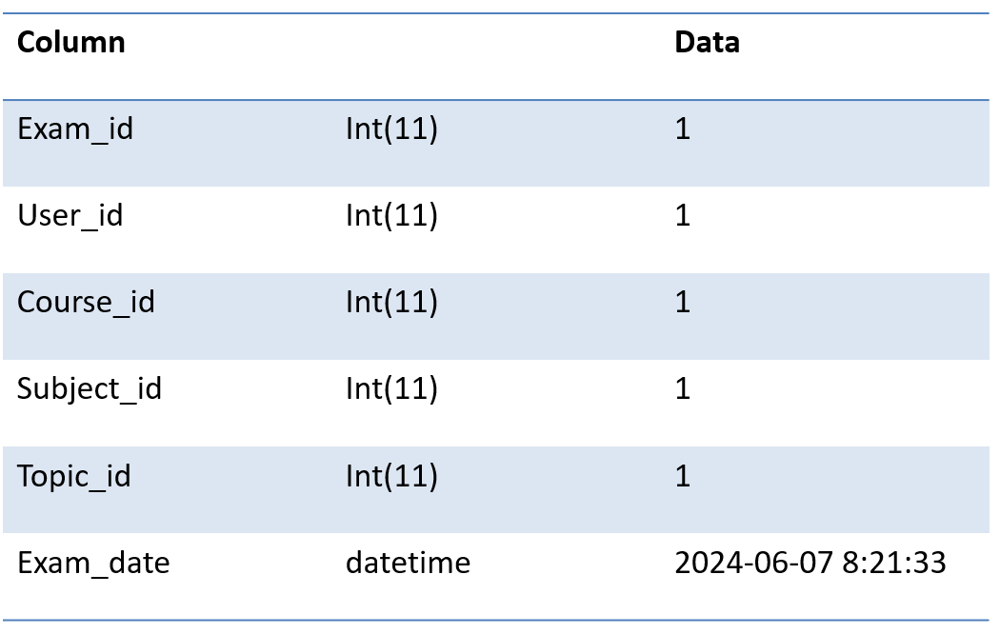 Column Data
Exam_id Int(11) 1
User_id Int(11) 1
Course_id Int(11) 1
Subject_id Int(11) 1
Topic_id Int(11) 1
Exam_date datetime 2024-06-07 8:21:33